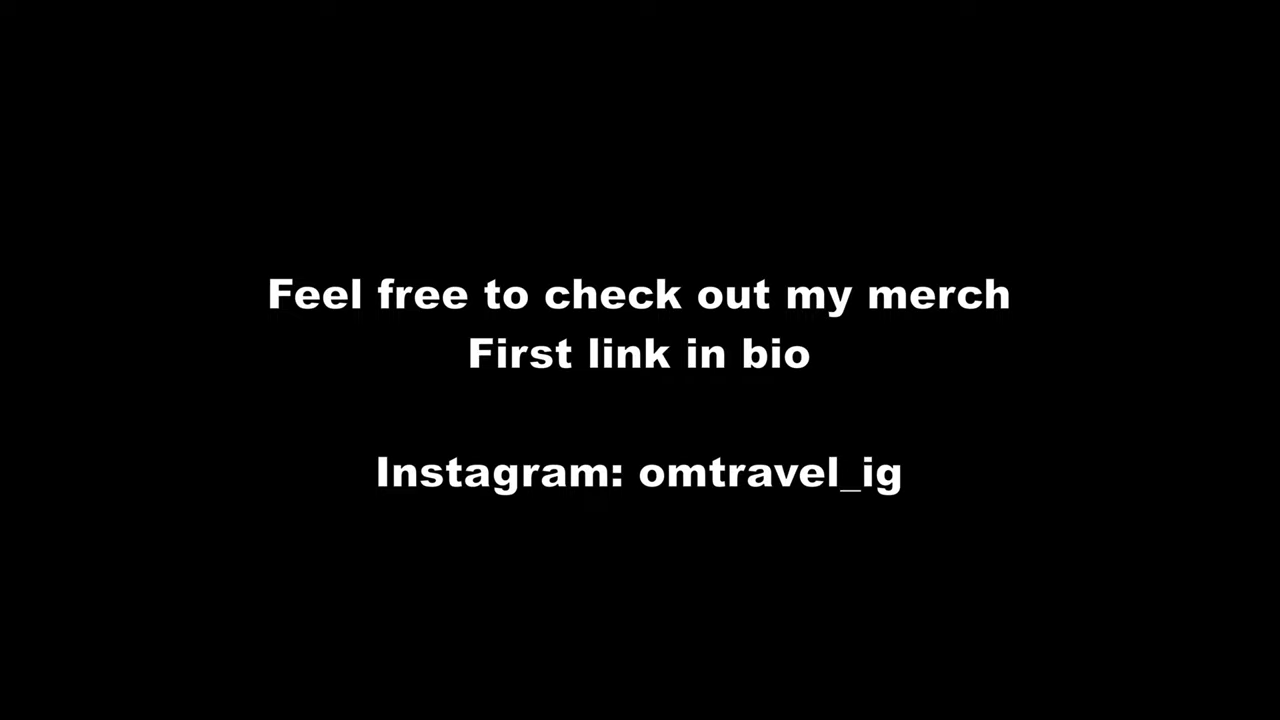 Feel free to check out my merch
First link in bio
Instagram: omtravel_ig